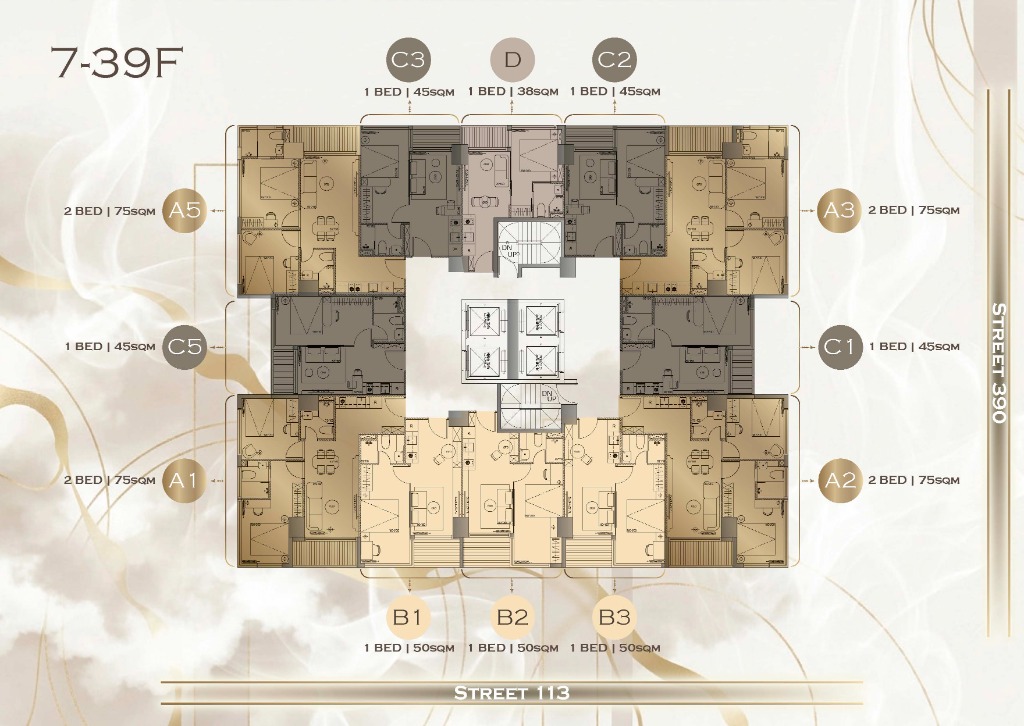 7-39F
C3
D
C2
1 BED | 45SQM
1 BED | 38SQM
1 BED | 45SQM
A5
2 BED | 75SQM
A3
2 BED | 75SQM
DN
UP
C5
1 BED | 45SQM
C1
1 BED | 45SQM
STREET 390
DN
UP
A1
2 BED | 75SQM
A2
2 BED | 75SQM
B1
B2
B3
1 BED | 50SQM
1 BED | 50SQM
1 BED | 50SQM
STREET 113